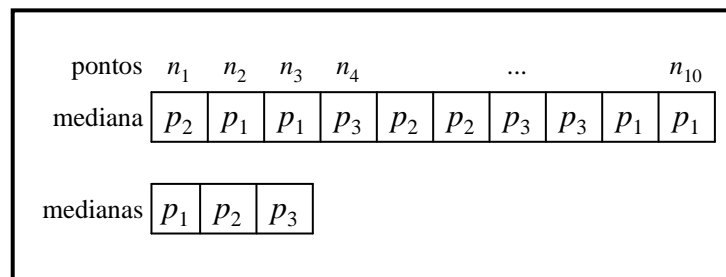 pontos n1 n2 n3 n4 ... n10
mediana p2 p1 p1 p3 p2 p2 p3 p3 p1 p1
medianas p1 p2 p3